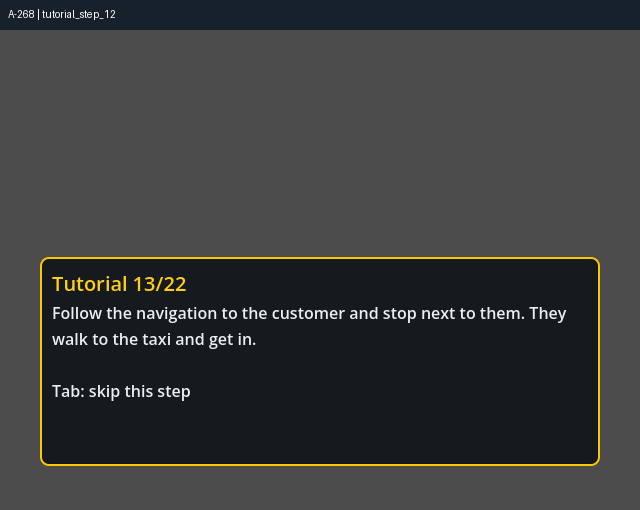 A-268 | tutorial_step_12
Tutorial 13/22
Follow the navigation to the customer and stop next to them. They
walk to the taxi and get in.
Tab: skip this step